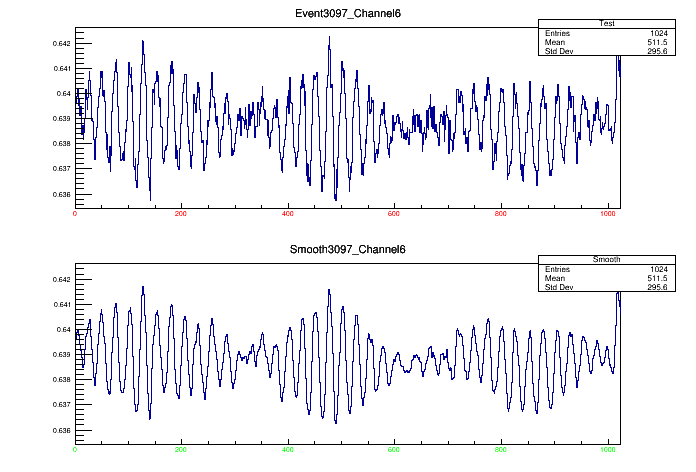 Event3097_Channel6
Test
Entries 1024
Mean 511.5
Std Dev 295.6
0.642
0.641
0.64
0.639
0.638
0.637
0.636
0 200 400 600 800 1000
Smooth3097_Channel6
Smooth
Entries 1024
Mean 511.5
Std Dev 295.6
0.642
0.641
0.64
0.639
0.638
0.637
0.636
0 200 400 600 800 1000